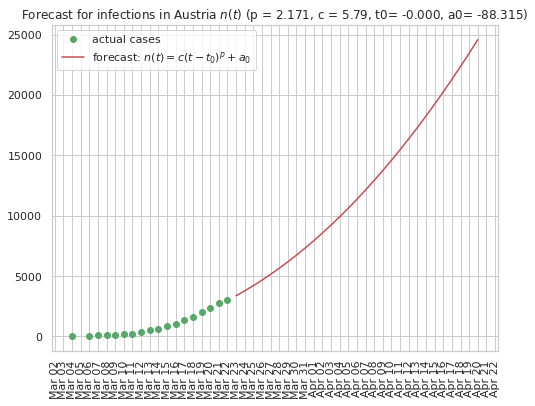 Forecast for infections in Austria n(t) (p = 2.171, c = 5.79, t0= -0.000, a0= -88.315)
actual cases
forecast: n(t) = c(t − t₀)ᵖ + a₀
25000
20000
15000
10000
5000
0
Mar 02
Mar 03
Mar 04
Mar 05
Mar 06
Mar 07
Mar 08
Mar 09
Mar 10
Mar 11
Mar 12
Mar 13
Mar 14
Mar 15
Mar 16
Mar 17
Mar 18
Mar 19
Mar 20
Mar 21
Mar 22
Mar 23
Mar 24
Mar 25
Mar 26
Mar 27
Mar 28
Mar 29
Mar 30
Mar 31
Apr 01
Apr 02
Apr 03
Apr 04
Apr 05
Apr 06
Apr 07
Apr 08
Apr 09
Apr 10
Apr 11
Apr 12
Apr 13
Apr 14
Apr 15
Apr 16
Apr 17
Apr 18
Apr 19
Apr 20
Apr 21
Apr 22